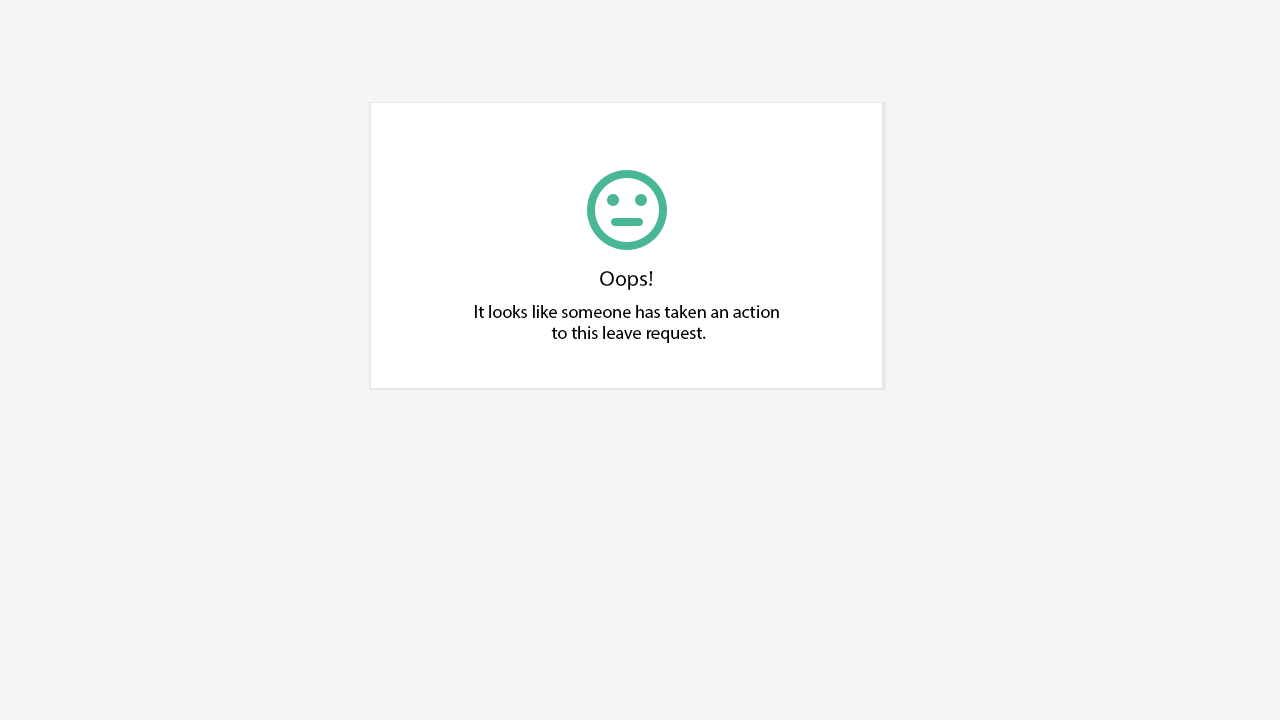 Oops!
It looks like someone has taken an action
to this leave request.